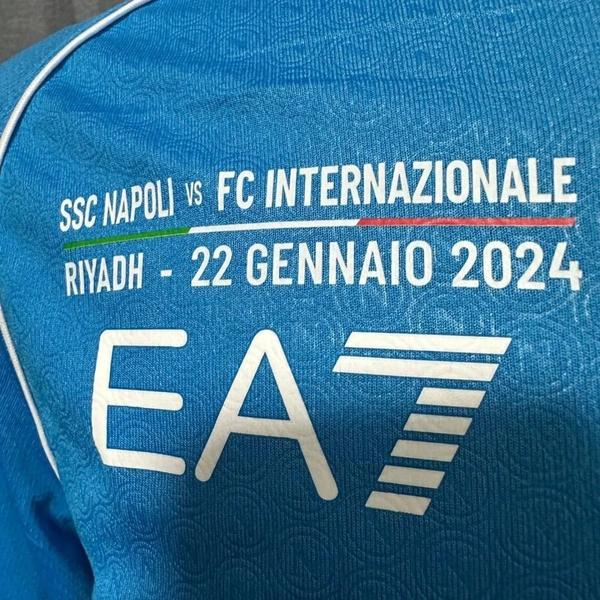 SSC NAPOLI VS FC INTERNAZIONALE
RIYADH - 22 GENNAIO 2024
EA7